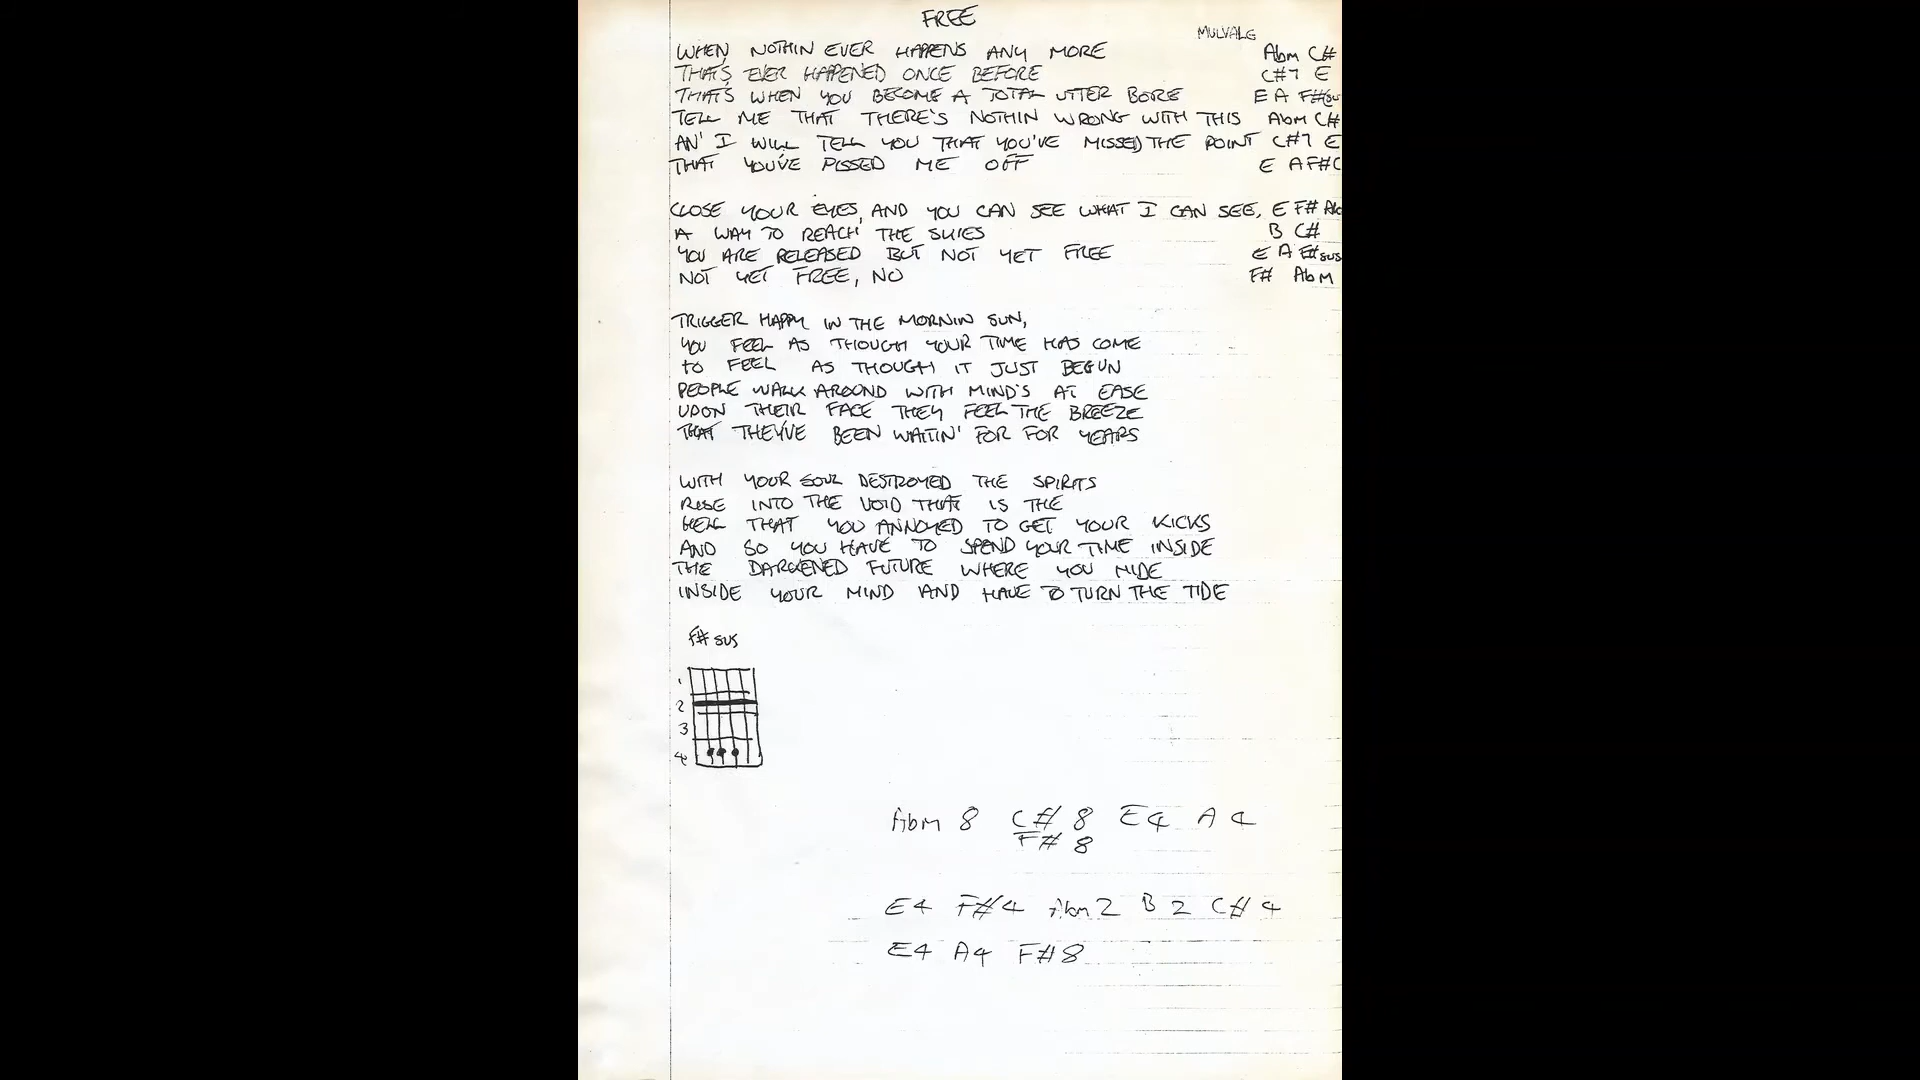 FREE
MULVALE
WHEN NOTHIN EVER HAPPENS ANY MORE Abm C#
THAT'S EVER HAPPENED ONCE BEFORE C#7 E
THAT'S WHEN YOU BECOME A TOTAL UTTER BORE E A F#su
TELL ME THAT THERE'S NOTHIN WRONG WITH THIS Abm C#
AN' I WILL TELL YOU THAT YOU'VE MISSED THE POINT C#7 E
THAT YOU'VE PISSED ME OFF E A F#
CLOSE YOUR EYES, AND YOU CAN SEE WHAT I CAN SEE, E F# Ab
A WAY TO REACH THE SKIES B C#
YOU ARE RELEASED BUT NOT YET FREE E A F#sus
NOT YET FREE, NO F# Abm
TRIGGER HAPPY IN THE MORNIN SUN,
YOU FEEL AS THOUGH YOUR TIME HAS COME
TO FEEL AS THOUGH IT JUST BEGUN
PEOPLE WALK AROUND WITH MIND'S AT EASE
UPON THEIR FACE THEY FEEL THE BREEZE
THAT THEY'VE BEEN WAITIN' FOR FOR YEARS
WITH YOUR SOUL DESTROYED THE SPIRITS
RISE INTO THE VOID THAT IS THE
HELL THAT YOU ANNOYED TO GET YOUR KICKS
AND SO YOU HAVE TO SPEND YOUR TIME INSIDE
THE DARKENED FUTURE WHERE YOU HIDE
INSIDE YOUR MIND AND HAVE TO TURN THE TIDE
F# sus
1
2
3
4
Abm 8 C# 8 E4 A 4
F# 8
E4 F#4 Abm 2 B 2 C# 4
E4 A4 F#8